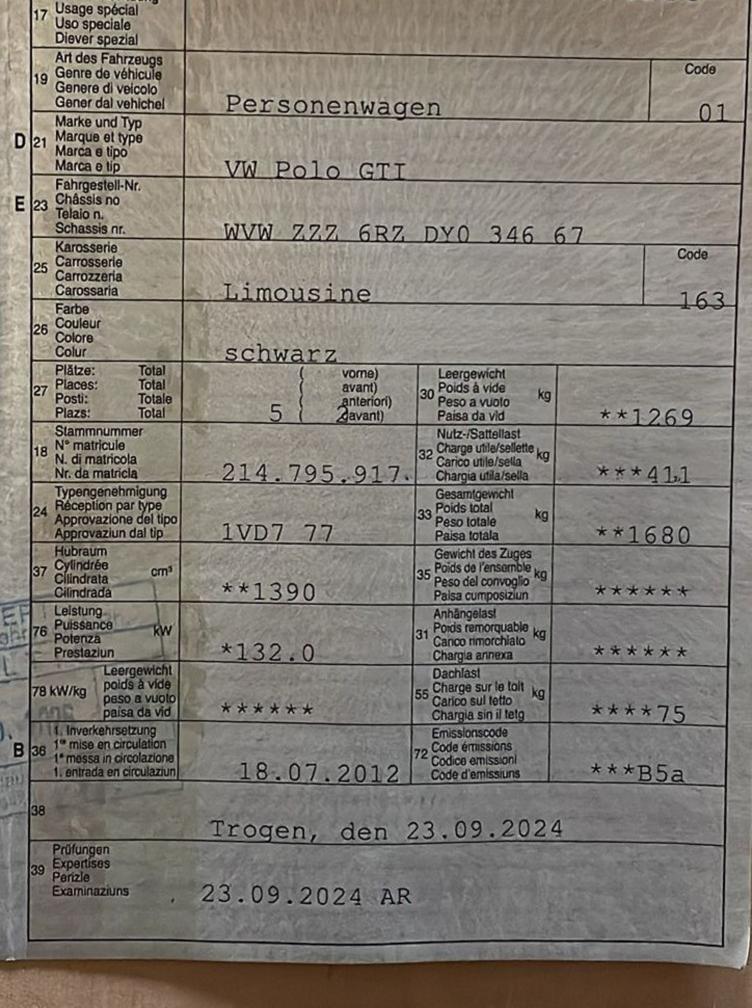 17 Usage spécial
Uso speciale
Diever spezial
19 Art des Fahrzeugs
Genre de véhicule
Genere di veicolo
Gener dal vehichel
Personenwagen
Code
01
D 21 Marke und Typ
Marque et type
Marca e tipo
Marca e tip
VW Polo GTI
E 23 Fahrgestell-Nr.
Châssis no
Telaio n.
Schassis nr.
WVW ZZZ 6RZ DY0 346 67
25 Karosserie
Carrosserie
Carrozzeria
Carossaria
Limousine
Code
163
26 Farbe
Couleur
Colore
Colur
schwarz
27 Plätze: Total
Places: Total
Posti: Totale
Plazs: Total
5
( vorne)
avant)
anteriori)
davant)
2
30 Leergewicht
Poids à vide
Peso a vuoto
Paisa da vid
kg
**1269
18 Stammnummer
N° matricule
N. di matricola
Nr. da matricla
214.795.917.
32 Nutz-/Sattellast
Charge utile/sellette
Carico utile/sella
Chargia utila/sella
kg
***411
24 Typengenehmigung
Réception par type
Approvazione del tipo
Approvaziun dal tip
1VD7 77
33 Gesamtgewicht
Poids total
Peso totale
Paisa totala
kg
**1680
37 Hubraum
Cylindrée
Cilindrata
Cilindrada
cm³
**1390
35 Gewicht des Zuges
Poids de l'ensemble
Peso del convoglio
Paisa cumposiziun
kg
******
76 Leistung
Puissance
Potenza
Prestaziun
kW
*132.0
31 Anhängelast
Poids remorquable
Carico rimorchiato
Chargia annexa
kg
******
78 kW/kg
Leergewicht
poids à vide
peso a vuoto
paisa da vid
******
55 Dachlast
Charge sur le toit
Carico sul tetto
Chargia sin il tetg
kg
****75
B 36 1. Inverkehrsetzung
1re mise en circulation
1a messa in circolazione
1. entrada en circulaziun
18.07.2012
72 Emissionscode
Code émissions
Codice emissioni
Code d'emissiuns
***B5a
38
Trogen, den 23.09.2024
39 Prüfungen
Expertises
Perizie
Examinaziuns
23.09.2024 AR